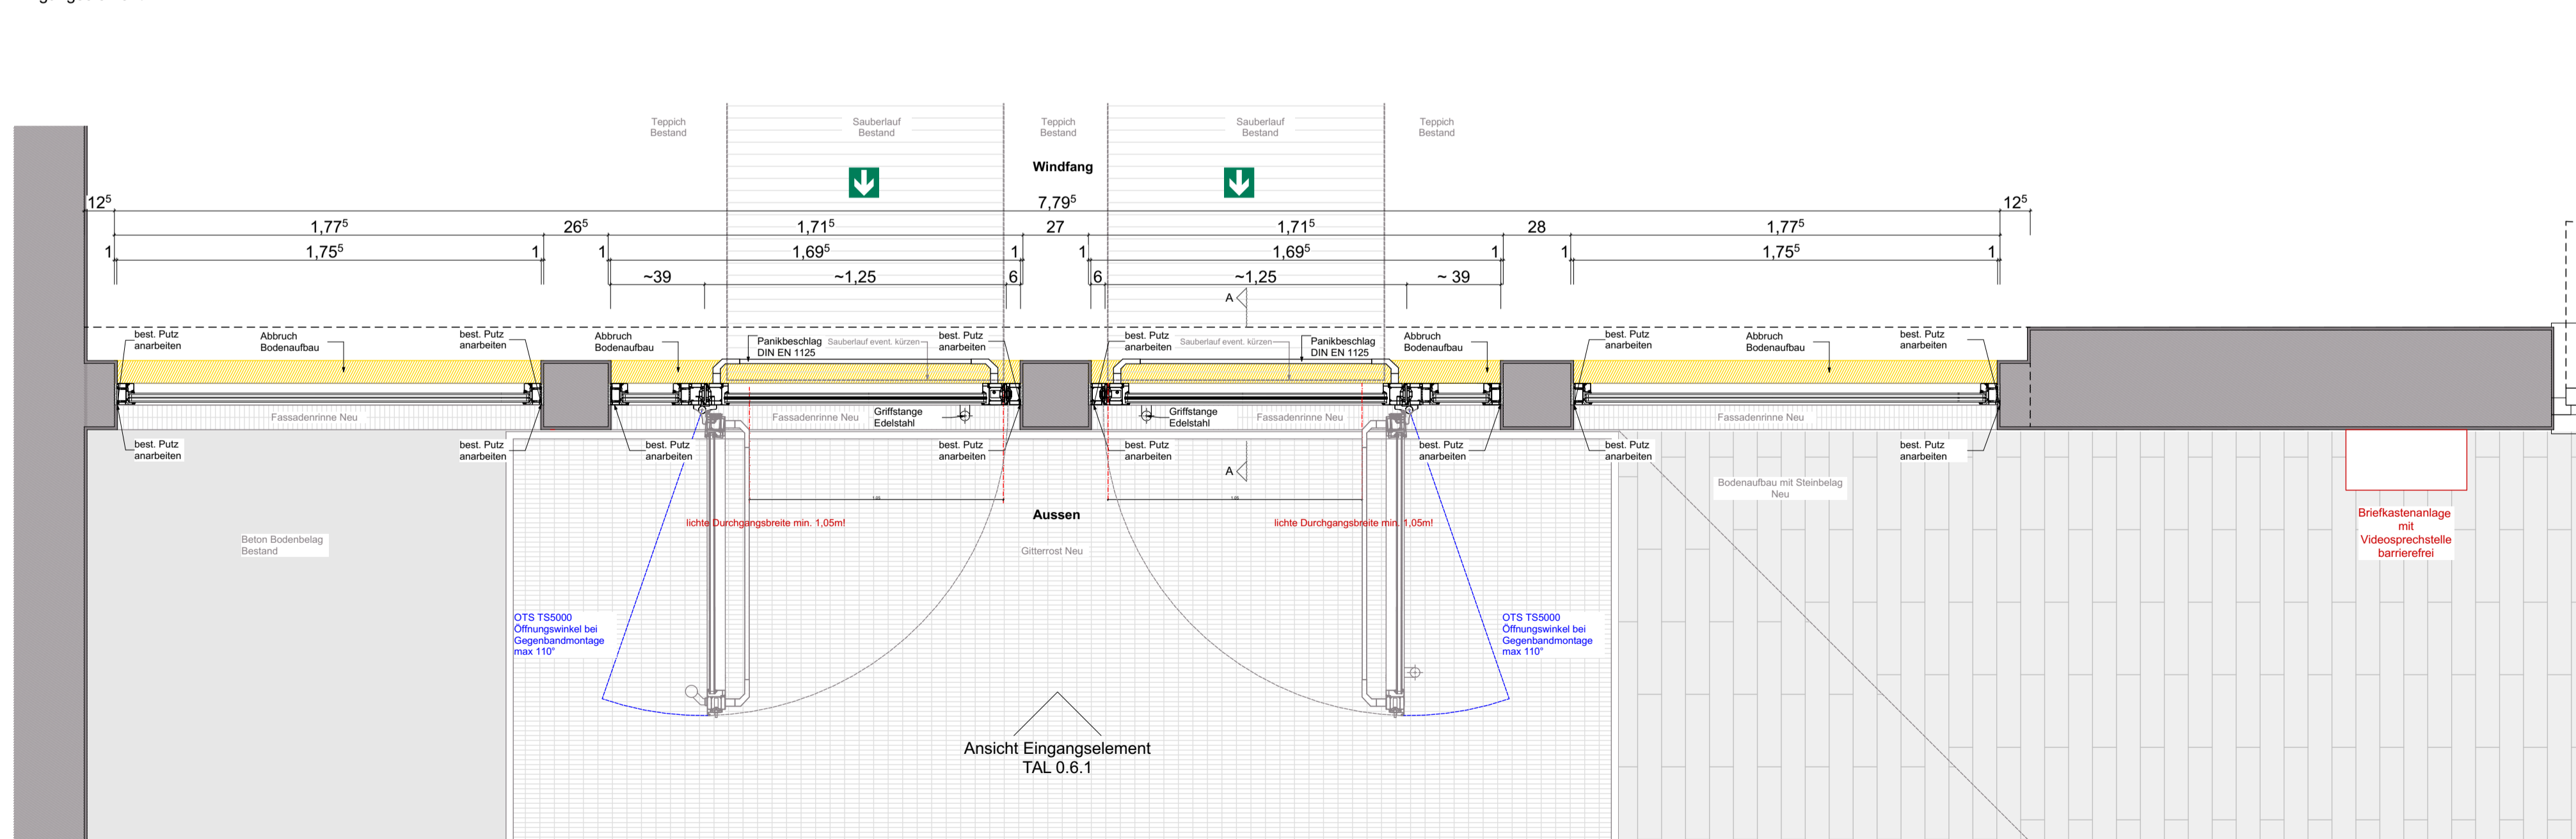 Teppich
Bestand
Sauberlauf
Bestand
Teppich
Bestand
Sauberlauf
Bestand
Teppich
Bestand
Windfang
12⁵
7,79⁵
12⁵
1,77⁵
26⁵
1,71⁵
27
1,71⁵
28
1,77⁵
1
1,75⁵
1
1
1,69⁵
1
1
1,69⁵
1
1
1,75⁵
1
~39
~1,25
6
6
~1,25
~ 39
A
best. Putz
anarbeiten
Abbruch
Bodenaufbau
best. Putz
anarbeiten
Abbruch
Bodenaufbau
Panikbeschlag
DIN EN 1125
Sauberlauf event. kürzen
best. Putz
anarbeiten
best. Putz
anarbeiten
Sauberlauf event. kürzen
Panikbeschlag
DIN EN 1125
Abbruch
Bodenaufbau
best. Putz
anarbeiten
Abbruch
Bodenaufbau
best. Putz
anarbeiten
Fassadenrinne Neu
Fassadenrinne Neu
Griffstange
Edelstahl
Griffstange
Edelstahl
Fassadenrinne Neu
Fassadenrinne Neu
best. Putz
anarbeiten
best. Putz
anarbeiten
best. Putz
anarbeiten
best. Putz
anarbeiten
best. Putz
anarbeiten
A
best. Putz
anarbeiten
best. Putz
anarbeiten
best. Putz
anarbeiten
Bodenaufbau mit Steinbelag
Neu
lichte Durchgangsbreite min. 1,05m!
Aussen
lichte Durchgangsbreite min. 1,05m!
Briefkastenanlage
mit
Videosprechstelle
barrierefrei
Beton Bodenbelag
Bestand
Gitterrost Neu
OTS TS5000
Öffnungswinkel bei
Gegenbandmontage
max 110°
OTS TS5000
Öffnungswinkel bei
Gegenbandmontage
max 110°
Ansicht Eingangselement
TAL 0.6.1